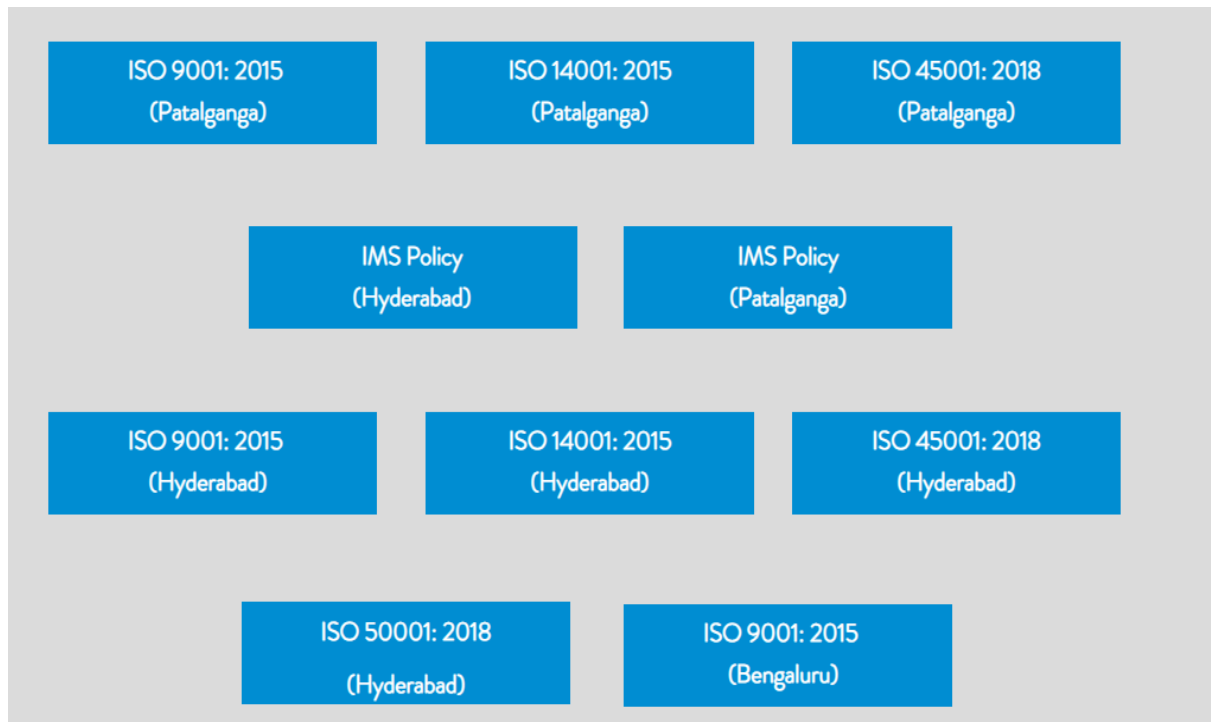 ISO 9001: 2015
(Patalganga)
ISO 14001: 2015
(Patalganga)
ISO 45001: 2018
(Patalganga)
IMS Policy
(Hyderabad)
IMS Policy
(Patalganga)
ISO 9001: 2015
(Hyderabad)
ISO 14001: 2015
(Hyderabad)
ISO 45001: 2018
(Hyderabad)
ISO 50001: 2018
(Hyderabad)
ISO 9001: 2015
(Bengaluru)